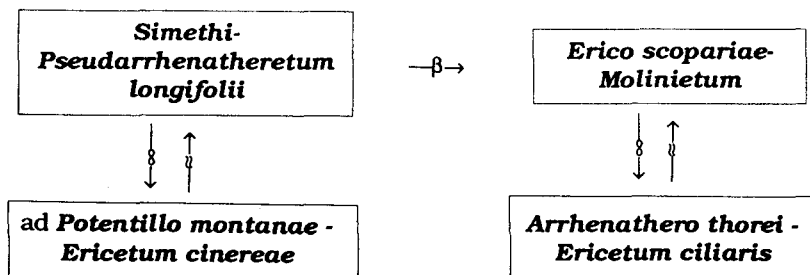 Simethi-
Pseudarrhenatheretum
longifolii
β
Erico scopariae-
Molinietum
∞
≈
∞
≈
ad Potentillo montanae -
Ericetum cinereae
Arrhenathero thorei -
Ericetum ciliaris